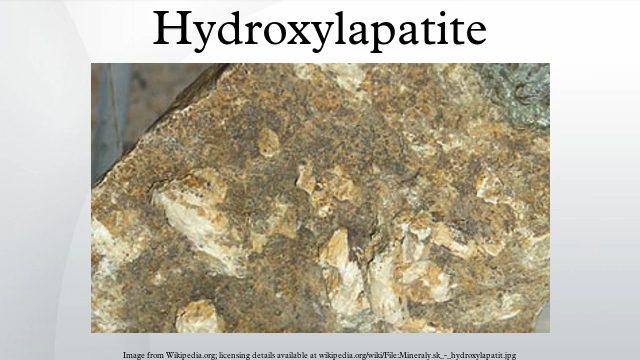 Hydroxylapatite
Image from Wikipedia.org; licensing details available at wikipedia.org/wiki/File:Mineraly.sk_-_hydroxylapatit.jpg